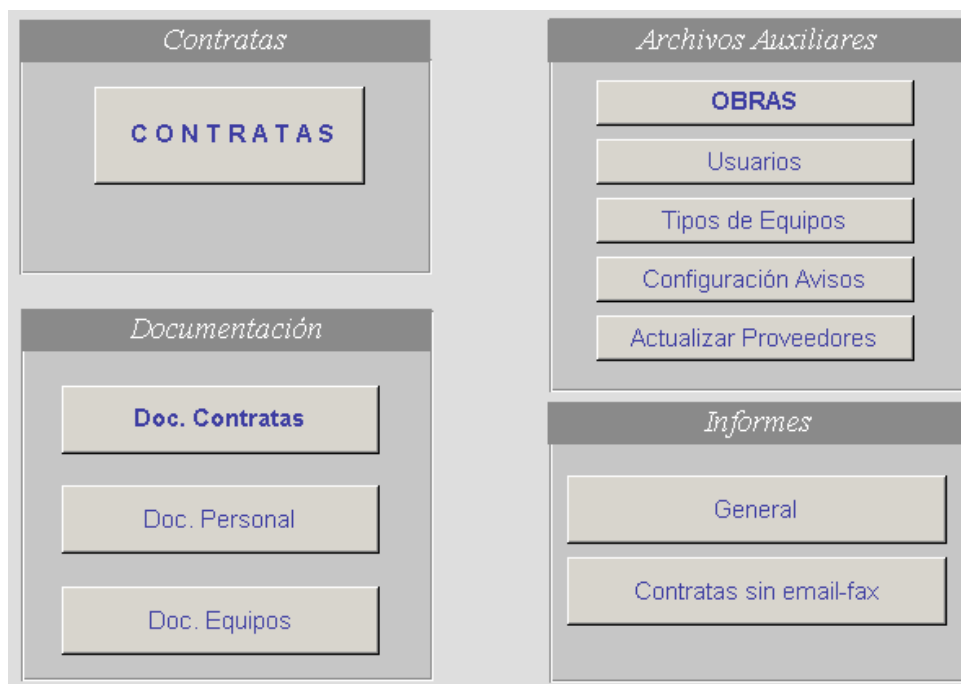 Contratas
C O N T R A T A S
Documentación
Doc. Contratas
Doc. Personal
Doc. Equipos
Archivos Auxiliares
OBRAS
Usuarios
Tipos de Equipos
Configuración Avisos
Actualizar Proveedores
Informes
General
Contratas sin email-fax